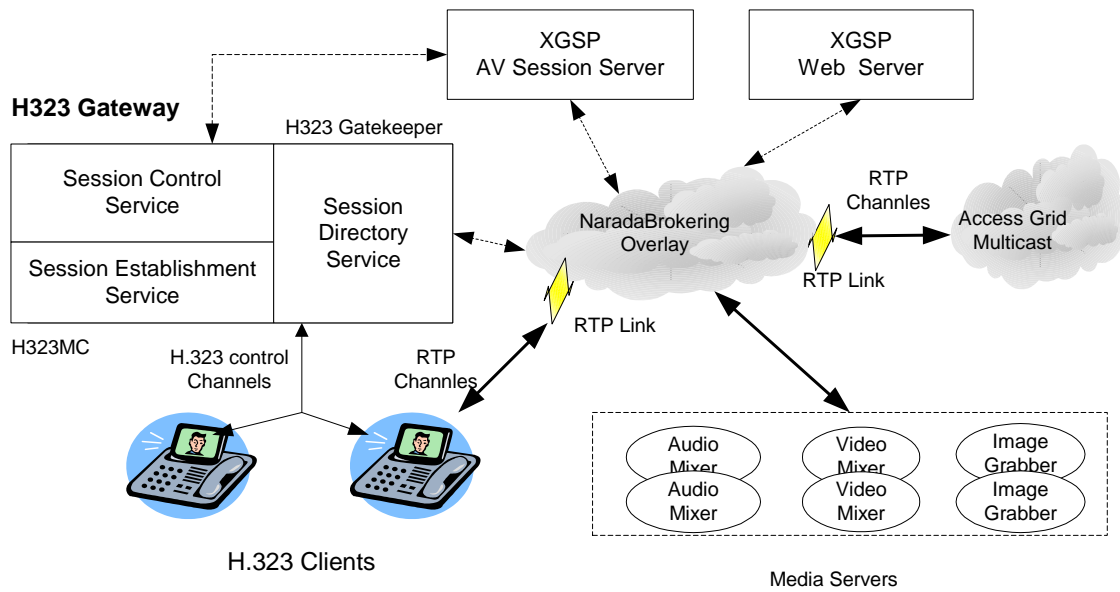 XGSP
AV Session Server
XGSP
Web Server
H323 Gateway
H323 Gatekeeper
Session Control
Service
Session
Directory
Service
Session Establishment
Service
H323MC
NaradaBrokering
Overlay
RTP
Channles
Access Grid
Multicast
RTP Link
RTP Link
H.323 control
Channels
RTP
Channles
Audio
Mixer
Video
Mixer
Image
Grabber
Audio
Mixer
Video
Mixer
Image
Grabber
H.323 Clients
Media Servers